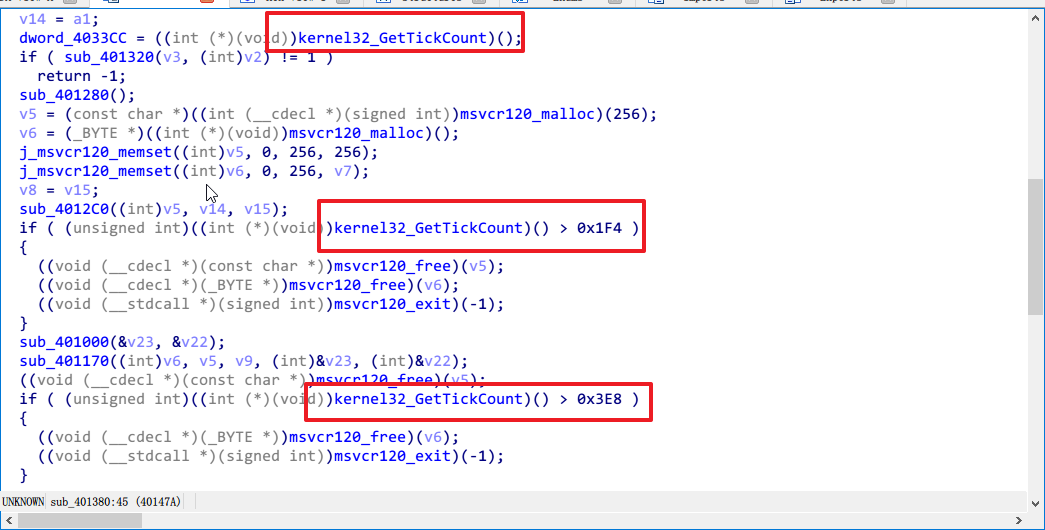 v14 = a1;
dword_4033CC = ((int (*)(void))kernel32_GetTickCount)();
if ( sub_401320(v3, (int)v2) != 1 )
return -1;
sub_401280();
v5 = (const char *)((int (__cdecl *)(signed int))msvcr120_malloc)(256);
v6 = (_BYTE *)((int (*)(void))msvcr120_malloc)();
j_msvcr120_memset((int)v5, 0, 256, 256);
j_msvcr120_memset((int)v6, 0, 256, v7);
v8 = v15;
sub_4012C0((int)v5, v14, v15);
if ( (unsigned int)((int (*)(void))kernel32_GetTickCount)() > 0x1F4 )
{
((void (__cdecl *)(const char *))msvcr120_free)(v5);
((void (__cdecl *)(_BYTE *))msvcr120_free)(v6);
((void (__stdcall *)(signed int))msvcr120_exit)(-1);
}
sub_401000(&v23, &v22);
sub_401170((int)v6, v5, v9, (int)&v23, (int)&v22);
((void (__cdecl *)(const char *))msvcr120_free)(v5);
if ( (unsigned int)((int (*)(void))kernel32_GetTickCount)() > 0x3E8 )
{
((void (__cdecl *)(_BYTE *))msvcr120_free)(v6);
((void (__stdcall *)(signed int))msvcr120_exit)(-1);
}
UNKNOWN sub_401380:45 (40147A)